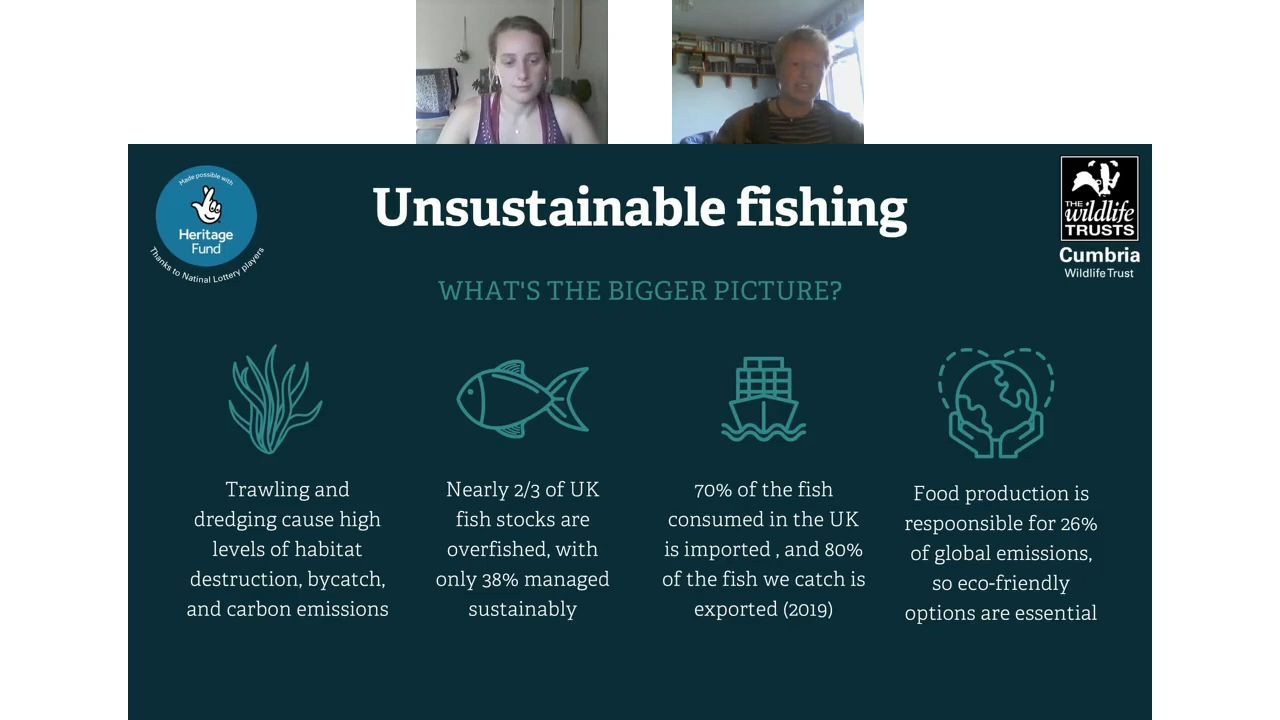 Made possible with
Heritage
Fund
Thanks to Natinal Lottery players
Unsustainable fishing
THE
wildlife
TRUSTS
Cumbria
Wildlife Trust
WHAT'S THE BIGGER PICTURE?
Trawling and
dredging cause high
levels of habitat
destruction, bycatch,
and carbon emissions
Nearly 2/3 of UK
fish stocks are
overfished, with
only 38% managed
sustainably
70% of the fish
consumed in the UK
is imported , and 80%
of the fish we catch is
exported (2019)
Food production is
respoonsible for 26%
of global emissions,
so eco-friendly
options are essential